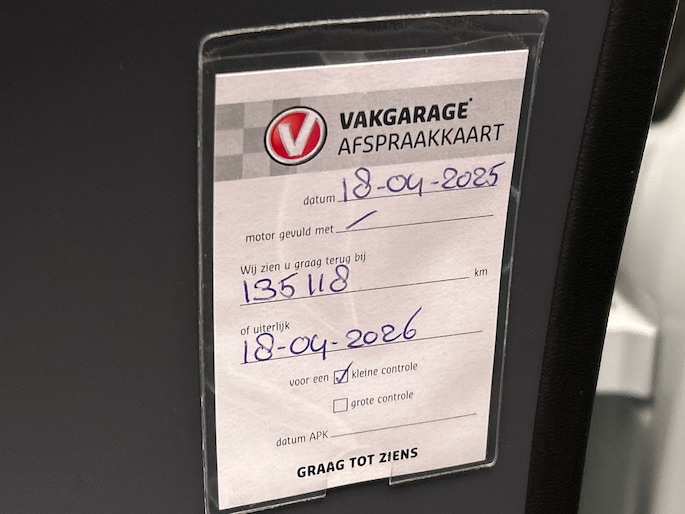 V
VAKGARAGE
AFSPRAAKKAART
datum 18-04-2025
motor gevuld met /
Wij zien u graag terug bij
135118 km
of uiterlijk
18-04-2026
voor een ✓ kleine controle
grote controle
datum APK
GRAAG TOT ZIENS